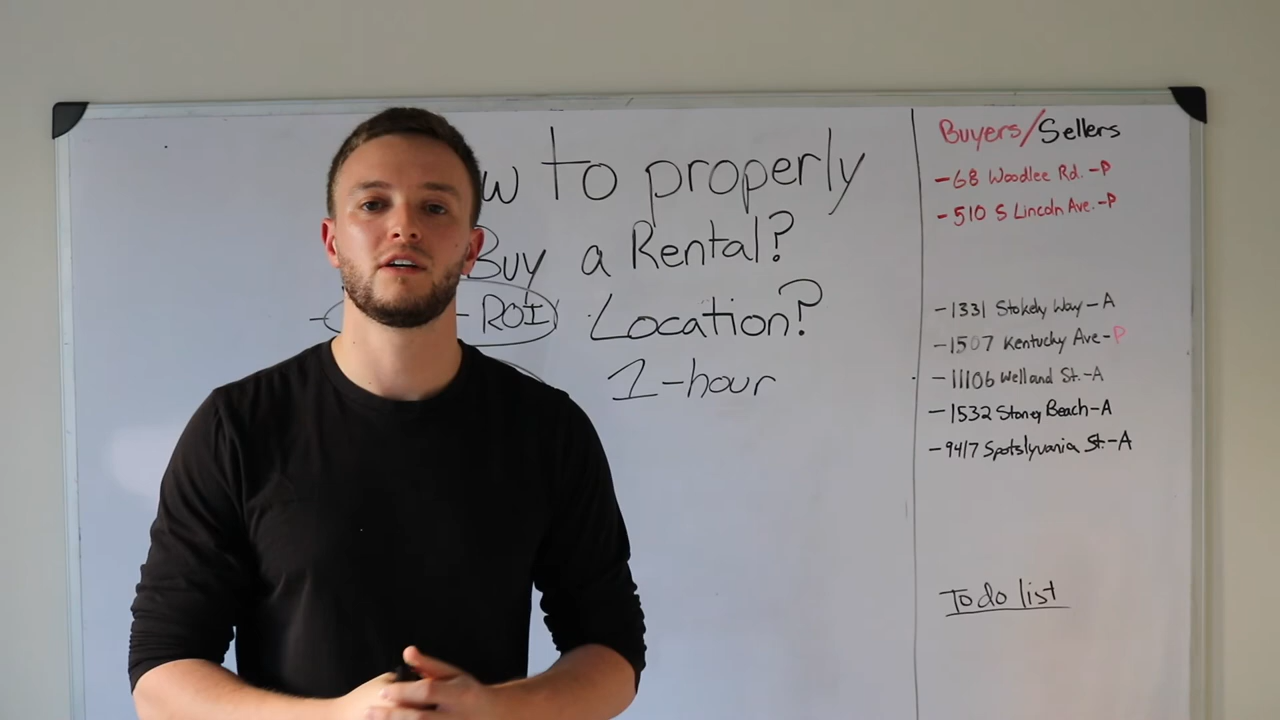 w to properly
Buy a Rental?
- ROI Location?
1-hour
Buyers/Sellers
-68 Woodlee Rd. -P
-510 S Lincoln Ave.-P
-1331 Stokely Way-A
-1507 Kentucky Ave-P
-11106 Welland St.-A
-1532 Stoney Beach-A
-9417 Spotslyvania St.-A
To do list